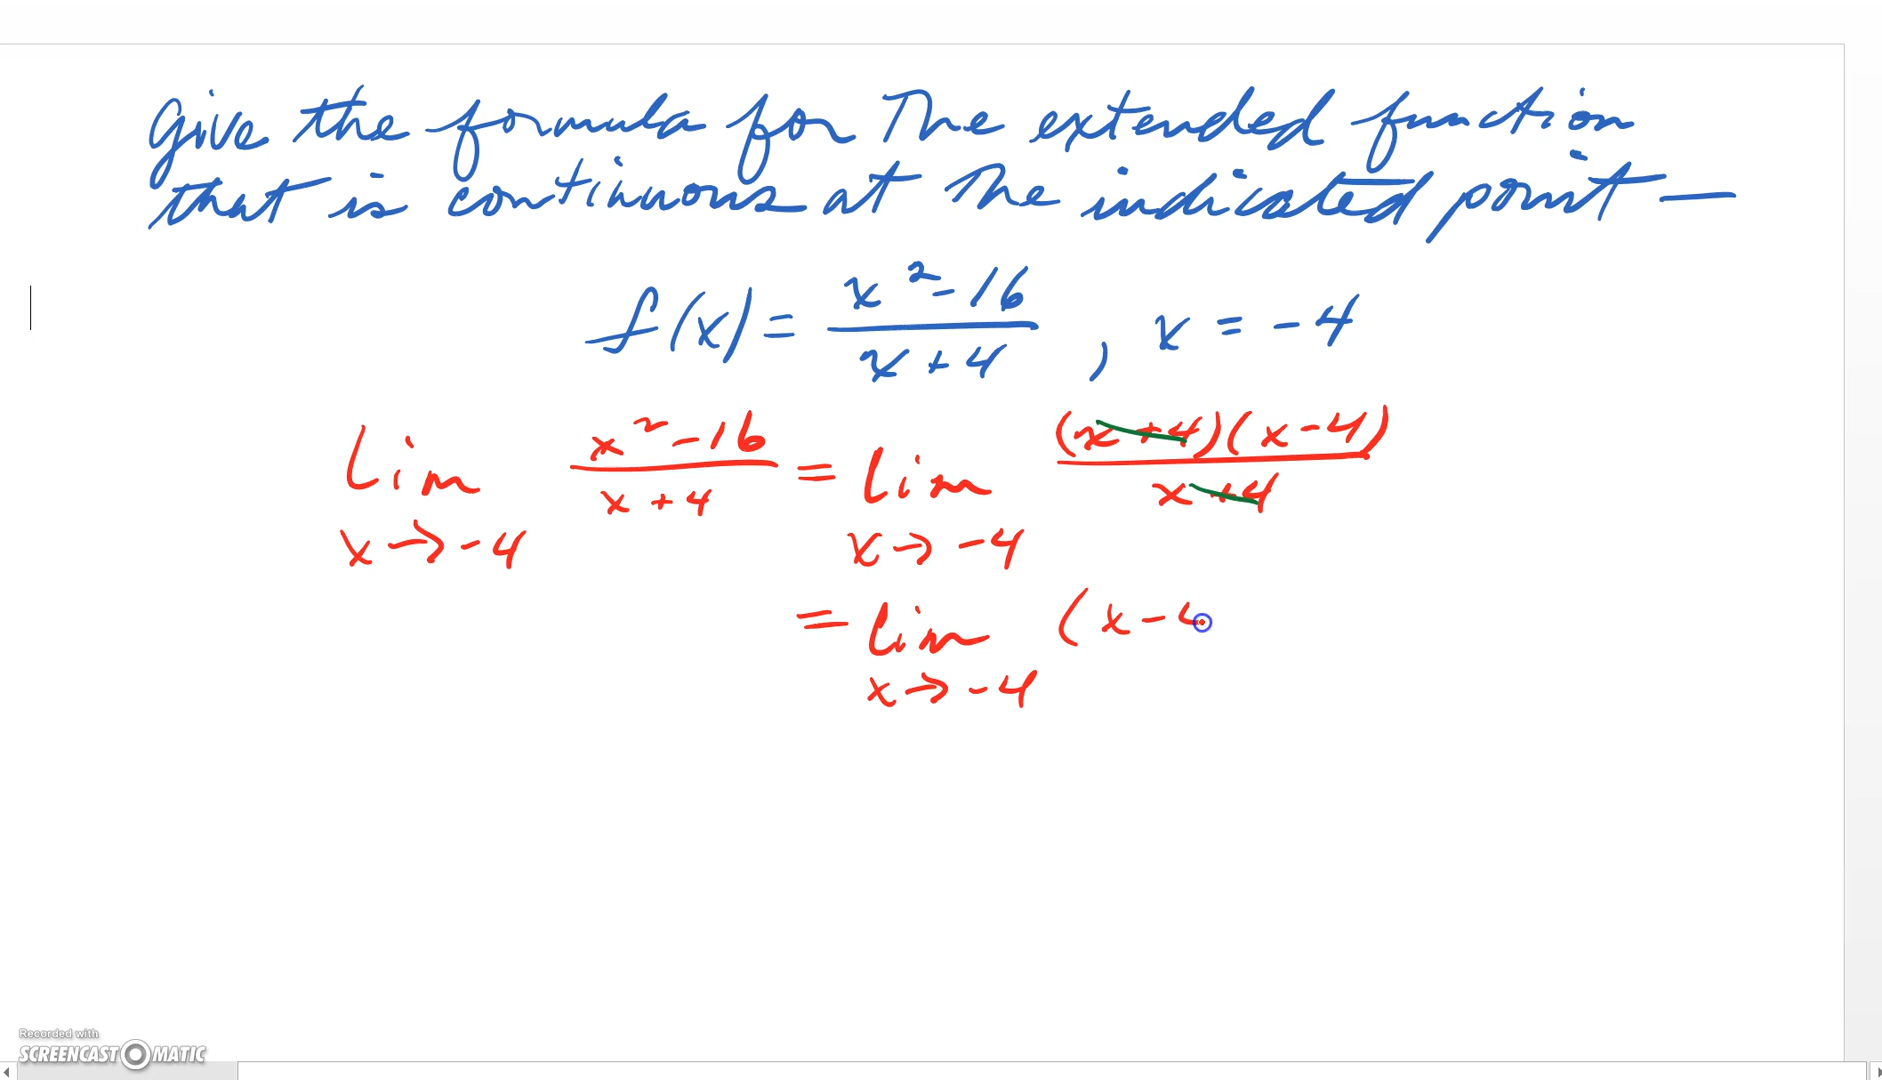 give the formula for The extended function
that is continuous at the indicated point —
f(x) = x² - 16 / x + 4 , x = -4
lim x → -4 x² - 16 / x + 4 = lim x → -4 (x + 4)(x - 4) / x + 4
= lim x → -4 (x - 4
Recorded with
SCREENCAST O MATIC